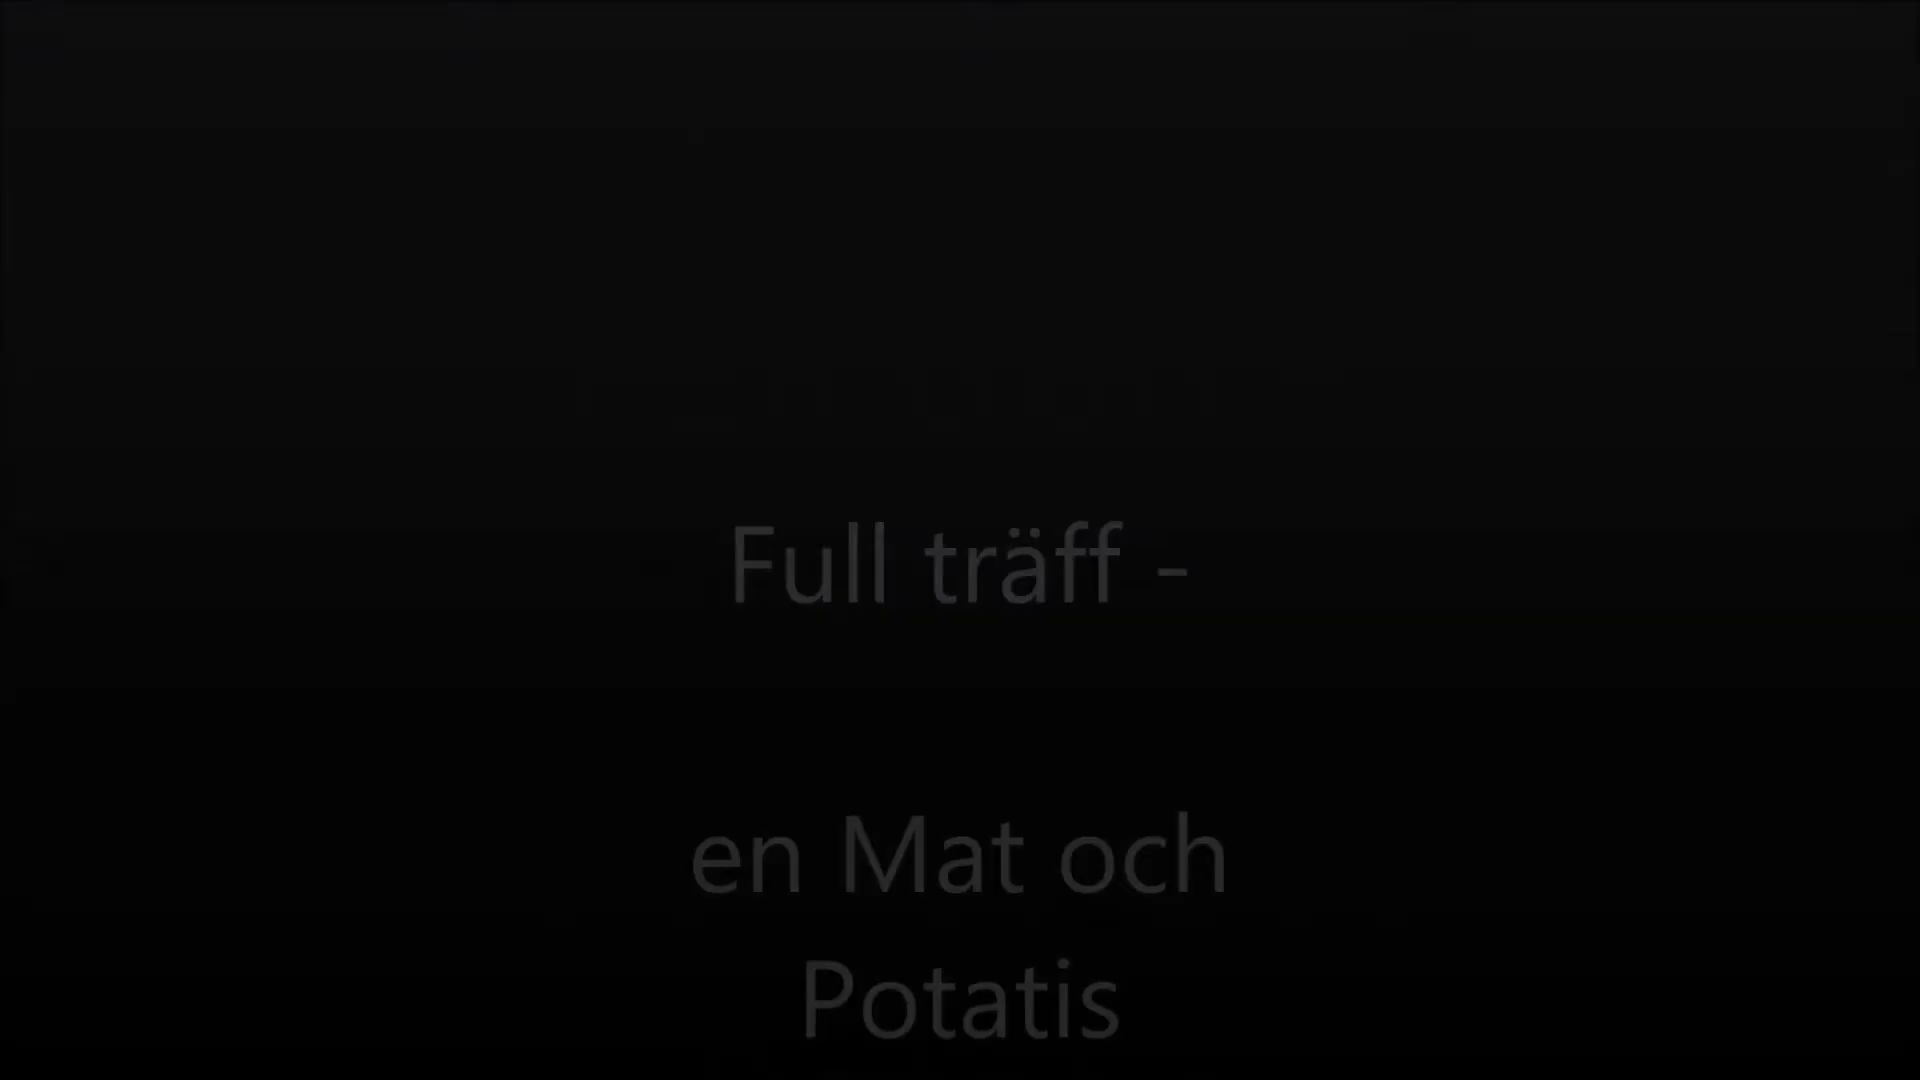 Full träff -
en Mat och
Potatis